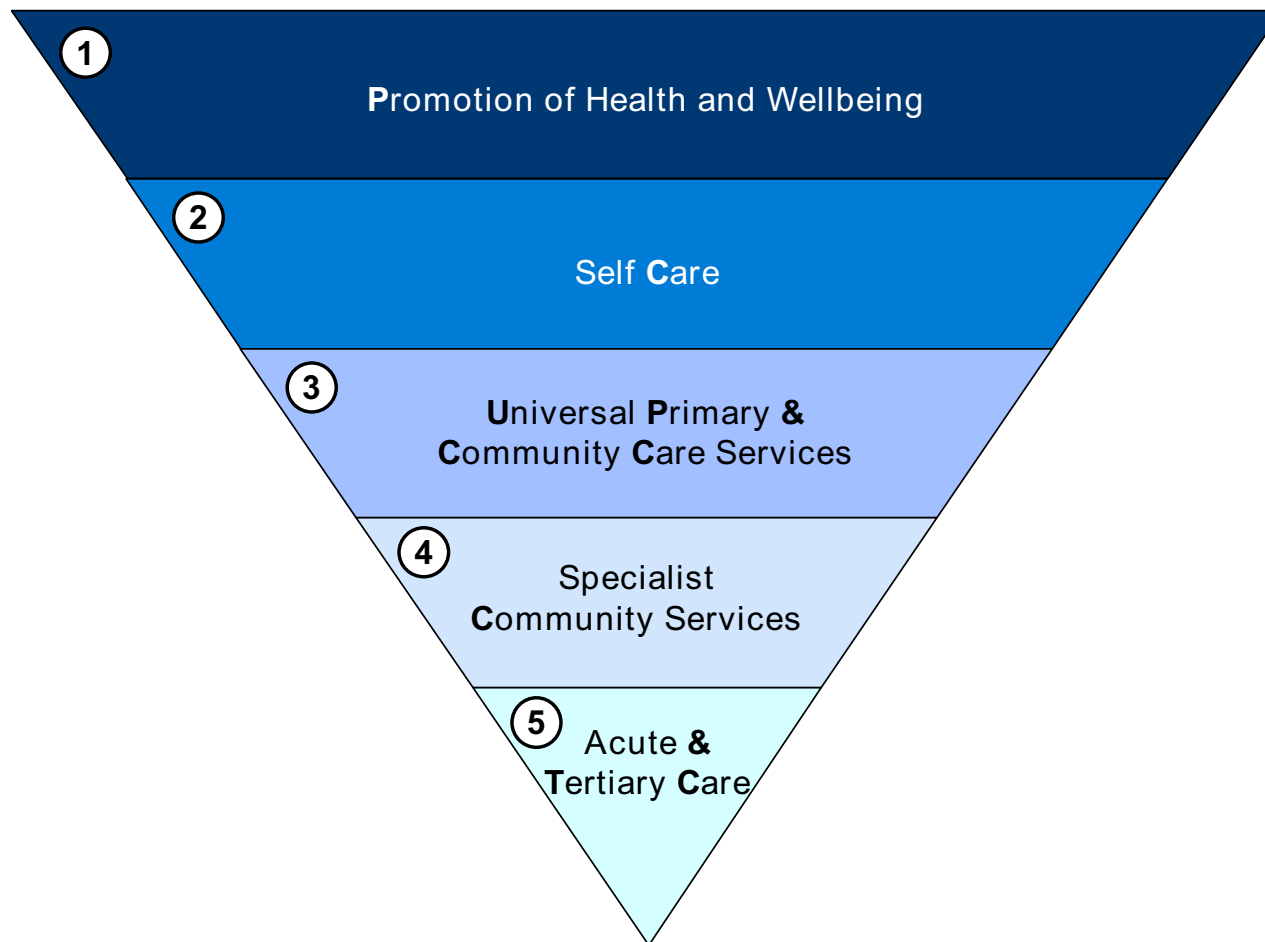 1
Promotion of Health and Wellbeing
2
Self Care
3
Universal Primary &
Community Care Services
4
Specialist
Community Services
5
Acute &
Tertiary Care